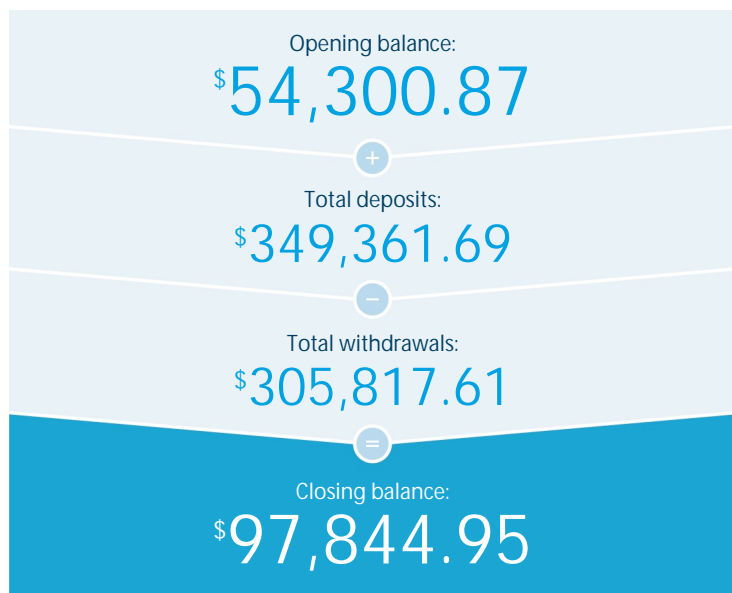 Opening balance:
$54,300.87
+
Total deposits:
$349,361.69
−
Total withdrawals:
$305,817.61
=
Closing balance:
$97,844.95